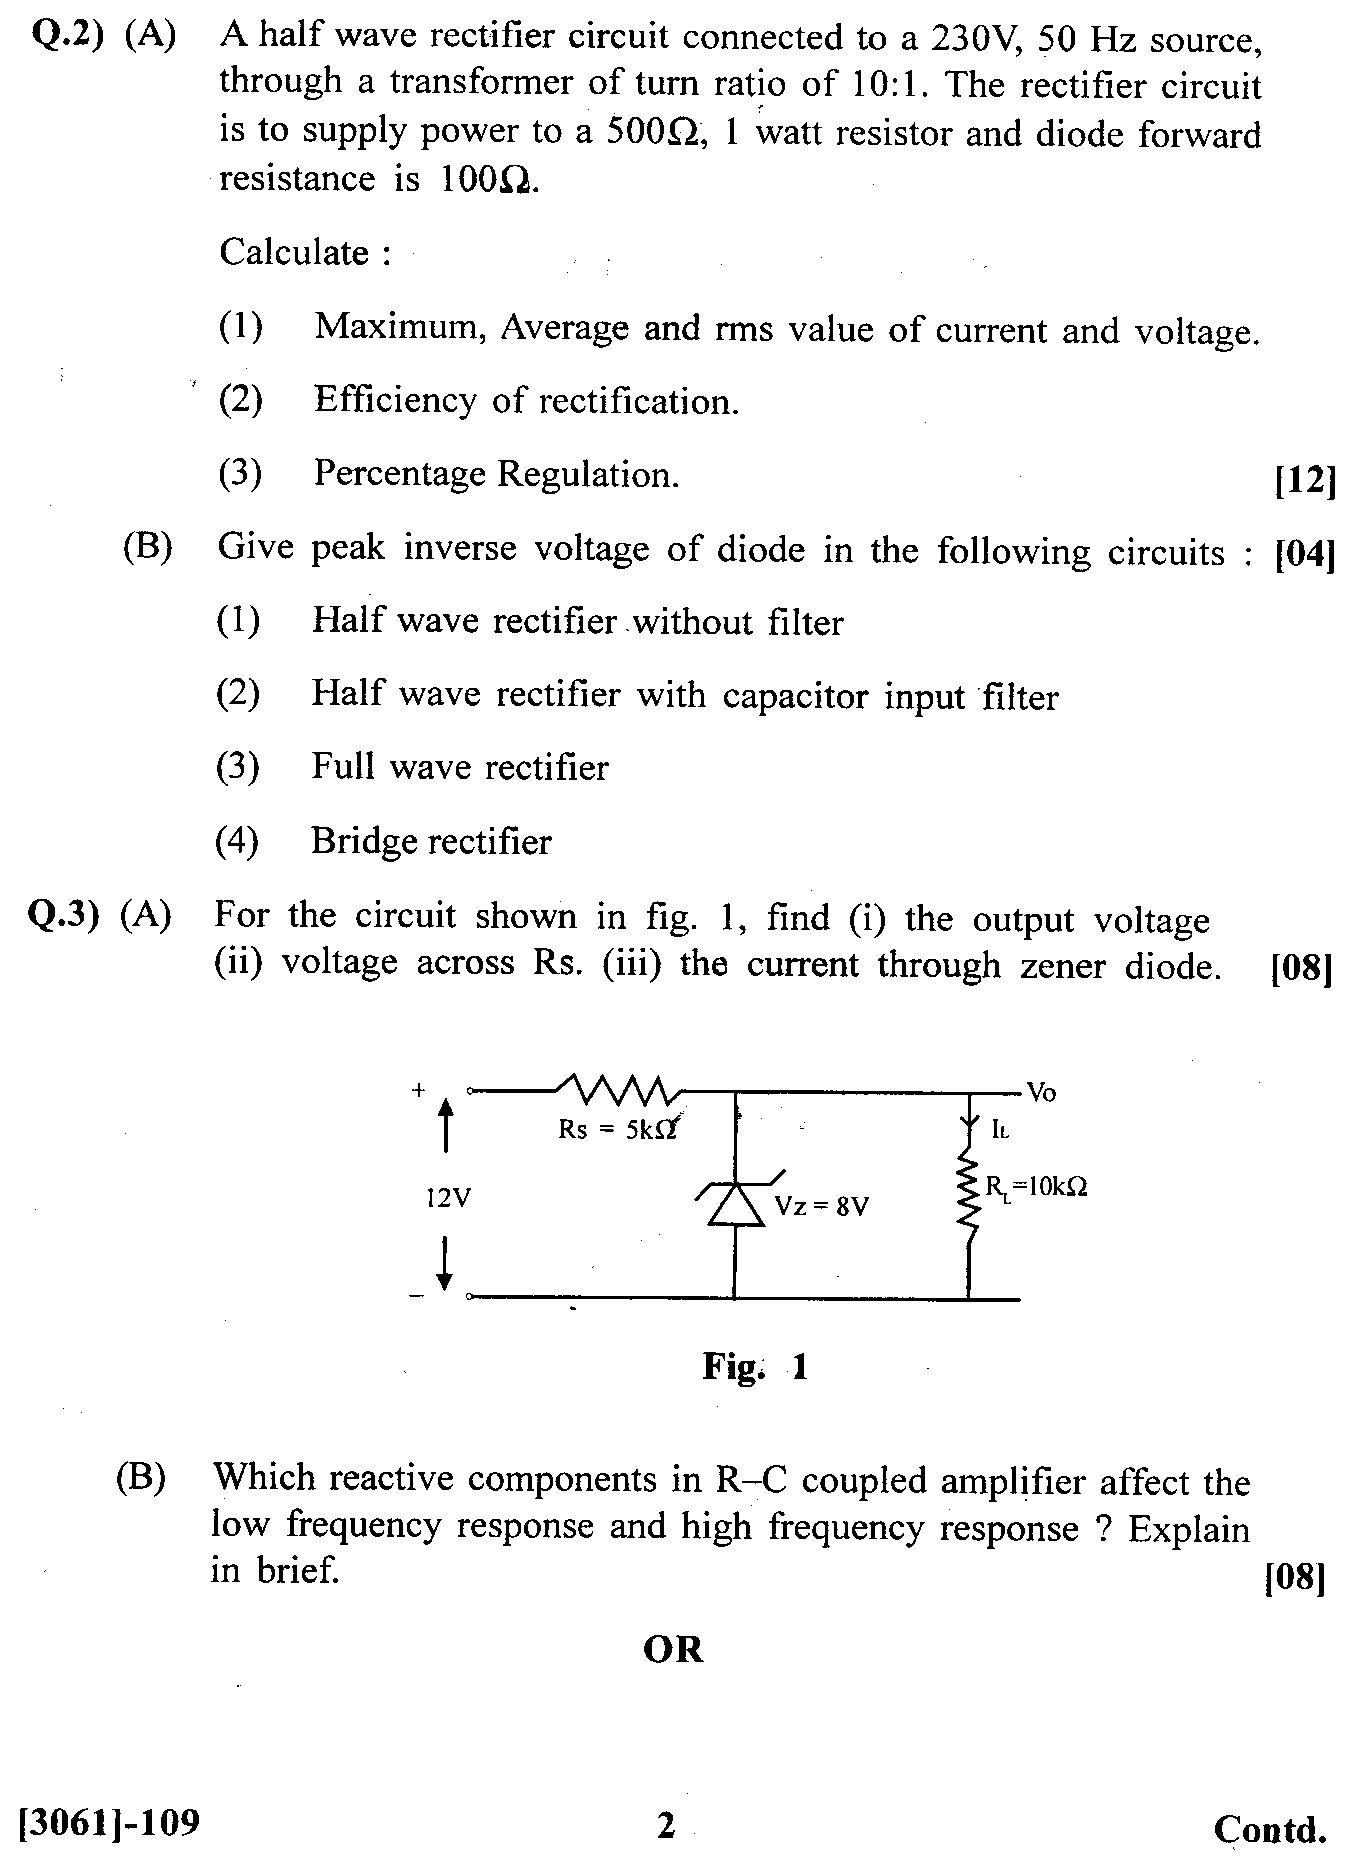 Q.2) (A) A half wave rectifier circuit connected to a 230V, 50 Hz source,
through a transformer of turn ratio of 10:1. The rectifier circuit
is to supply power to a 500Ω, 1 watt resistor and diode forward
resistance is 100Ω.
Calculate :
(1) Maximum, Average and rms value of current and voltage.
(2) Efficiency of rectification.
(3) Percentage Regulation. [12]
(B) Give peak inverse voltage of diode in the following circuits : [04]
(1) Half wave rectifier without filter
(2) Half wave rectifier with capacitor input filter
(3) Full wave rectifier
(4) Bridge rectifier
Q.3) (A) For the circuit shown in fig. 1, find (i) the output voltage
(ii) voltage across Rs. (iii) the current through zener diode. [08]
+ Vo
Rs = 5kΩ IL
12V Vz = 8V RL=10kΩ
–
Fig. 1
(B) Which reactive components in R–C coupled amplifier affect the
low frequency response and high frequency response ? Explain
in brief. [08]
OR
[3061]-109 2 Contd.